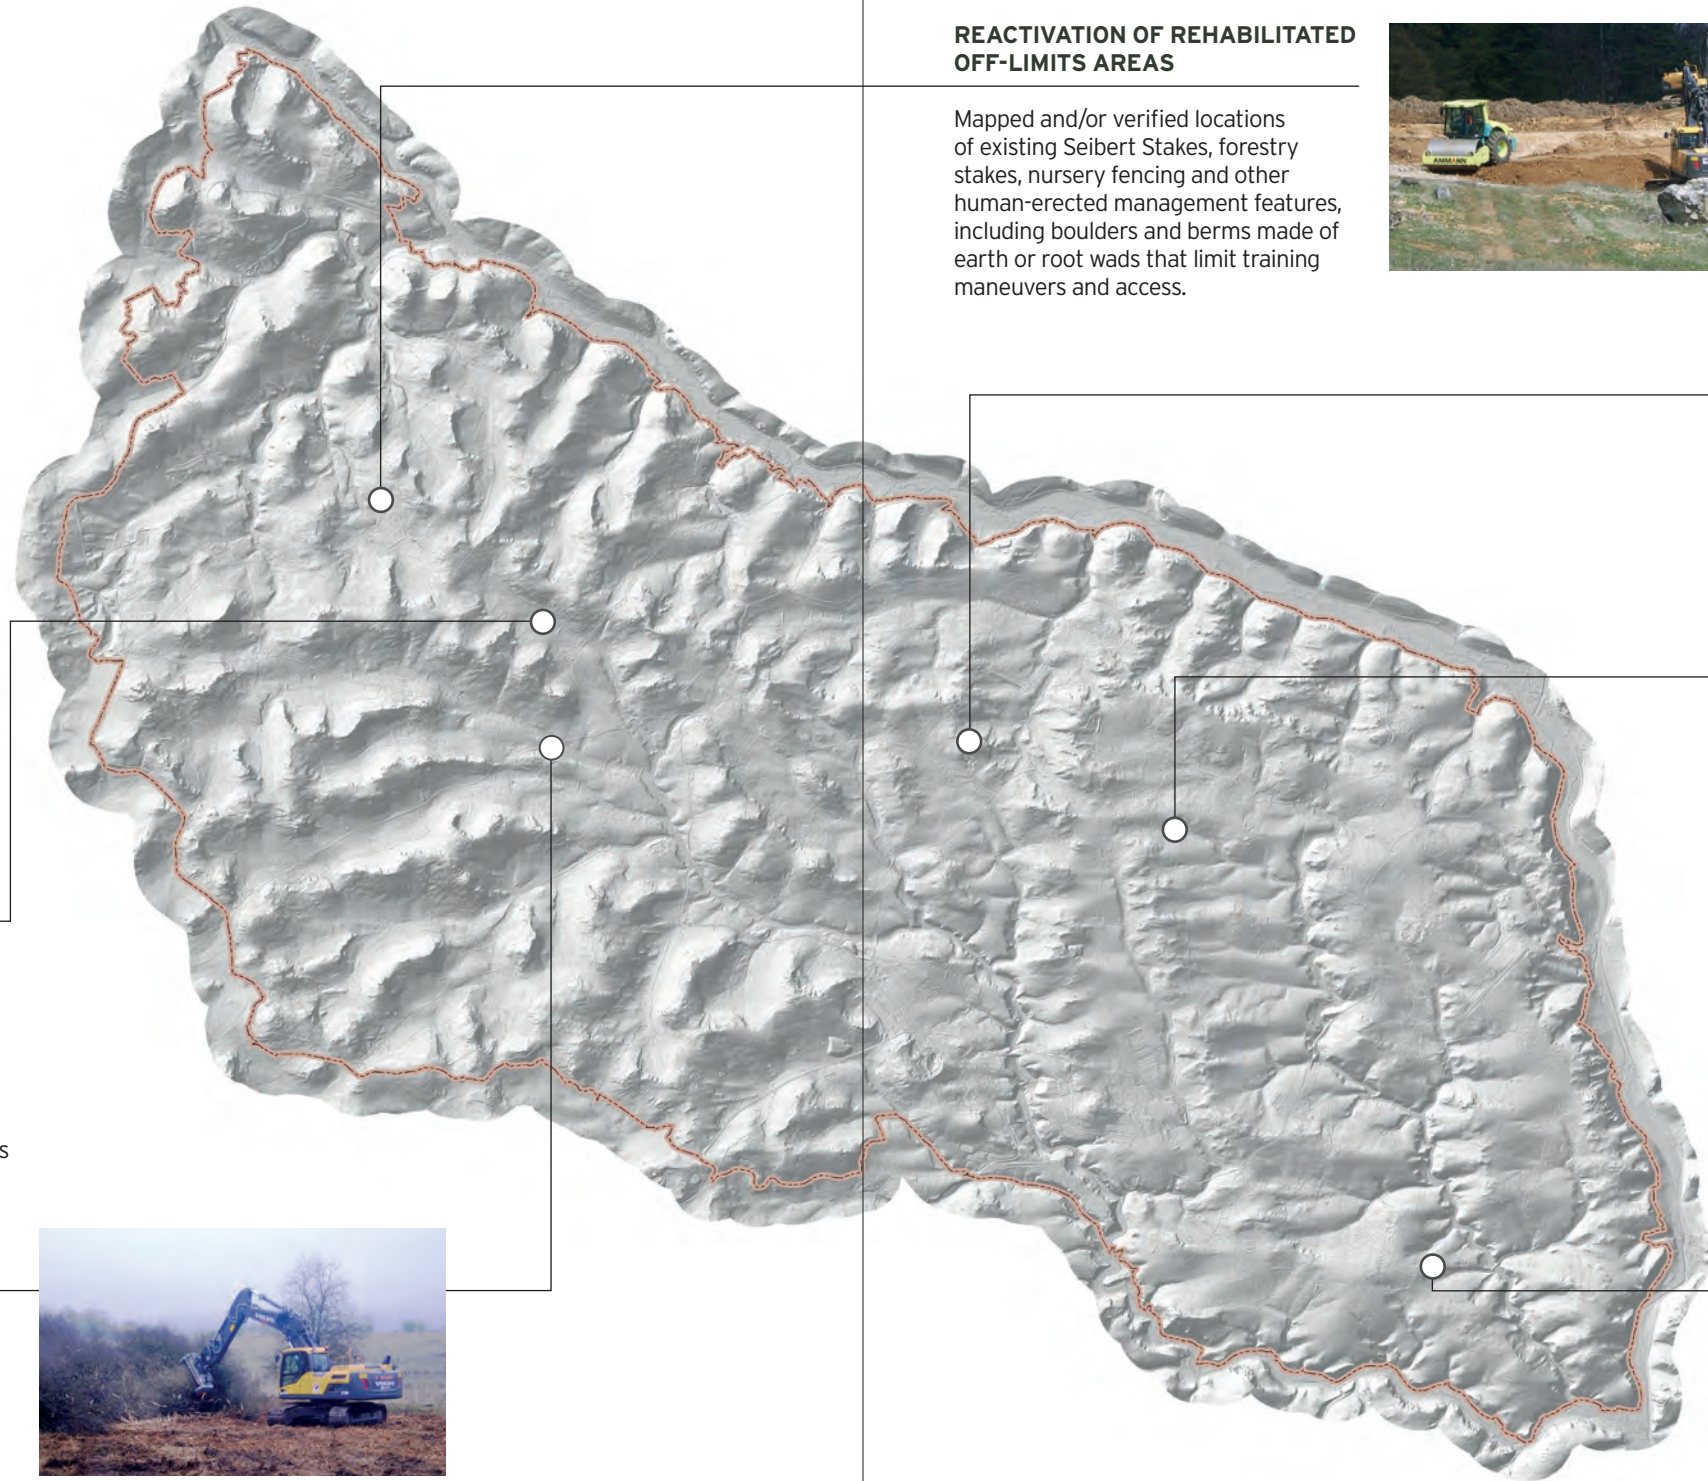 REACTIVATION OF REHABILITATED
OFF-LIMITS AREAS
Mapped and/or verified locations
of existing Seibert Stakes, forestry
stakes, nursery fencing and other
human-erected management features,
including boulders and berms made of
earth or root wads that limit training
maneuvers and access.
AMMANN
s
VOLVO